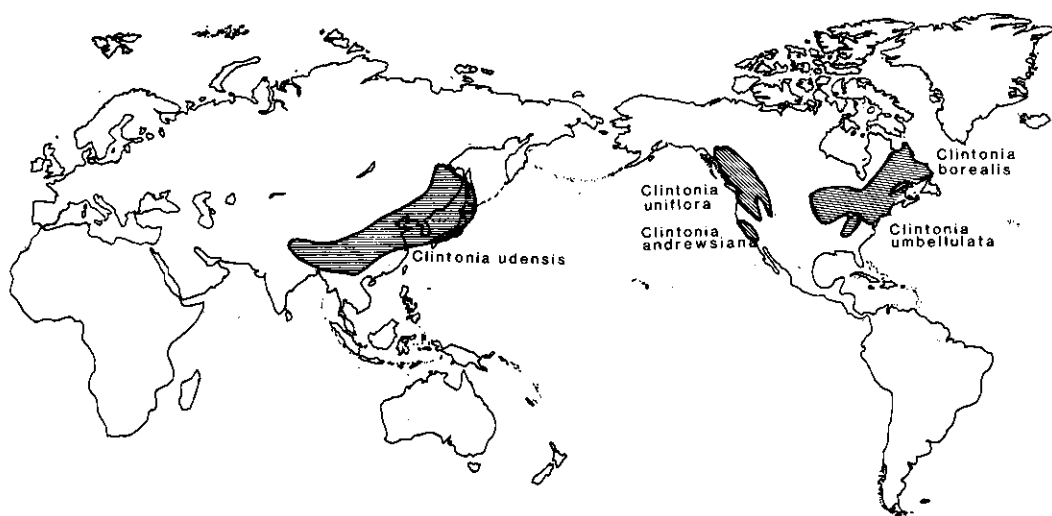 Clintonia
borealis
Clintonia
uniflora
Clintonia
andrewsiana
Clintonia
umbellulata
Clintonia udensis